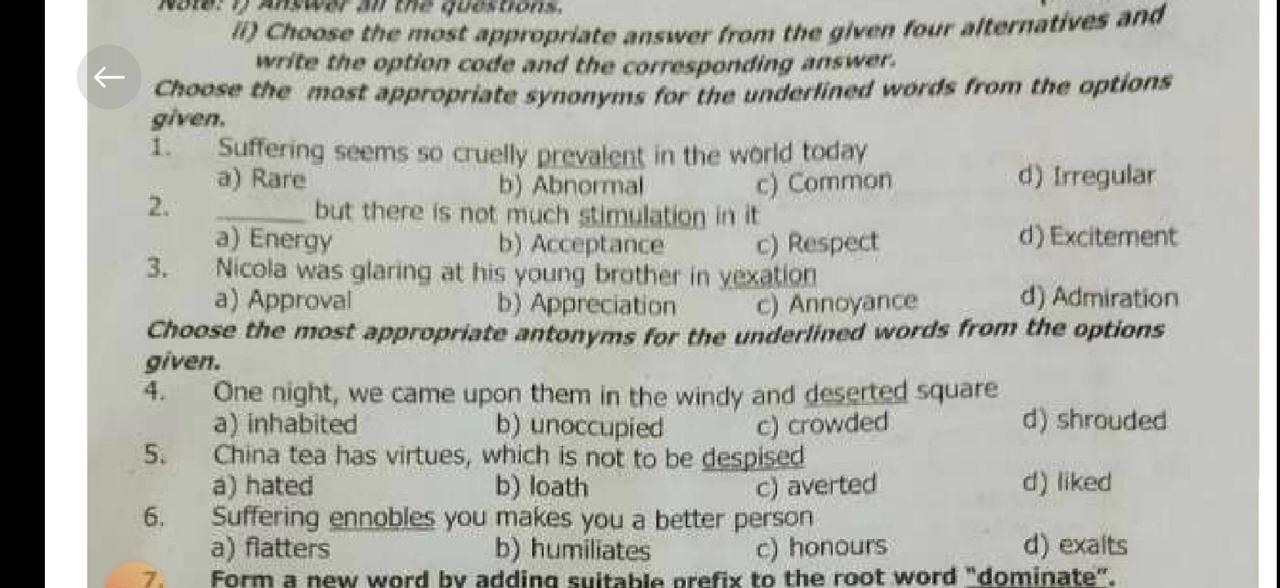 Note: i) Answer all the questions.
ii) Choose the most appropriate answer from the given four alternatives and
write the option code and the corresponding answer.
Choose the most appropriate synonyms for the underlined words from the options
given.
1. Suffering seems so cruelly prevalent in the world today
a) Rare b) Abnormal c) Common d) Irregular
2. ______ but there is not much stimulation in it
a) Energy b) Acceptance c) Respect d) Excitement
3. Nicola was glaring at his young brother in vexation
a) Approval b) Appreciation c) Annoyance d) Admiration
Choose the most appropriate antonyms for the underlined words from the options
given.
4. One night, we came upon them in the windy and deserted square
a) inhabited b) unoccupied c) crowded d) shrouded
5. China tea has virtues, which is not to be despised
a) hated b) loath c) averted d) liked
6. Suffering ennobles you makes you a better person
a) flatters b) humiliates c) honours d) exalts
7. Form a new word by adding suitable prefix to the root word "dominate".